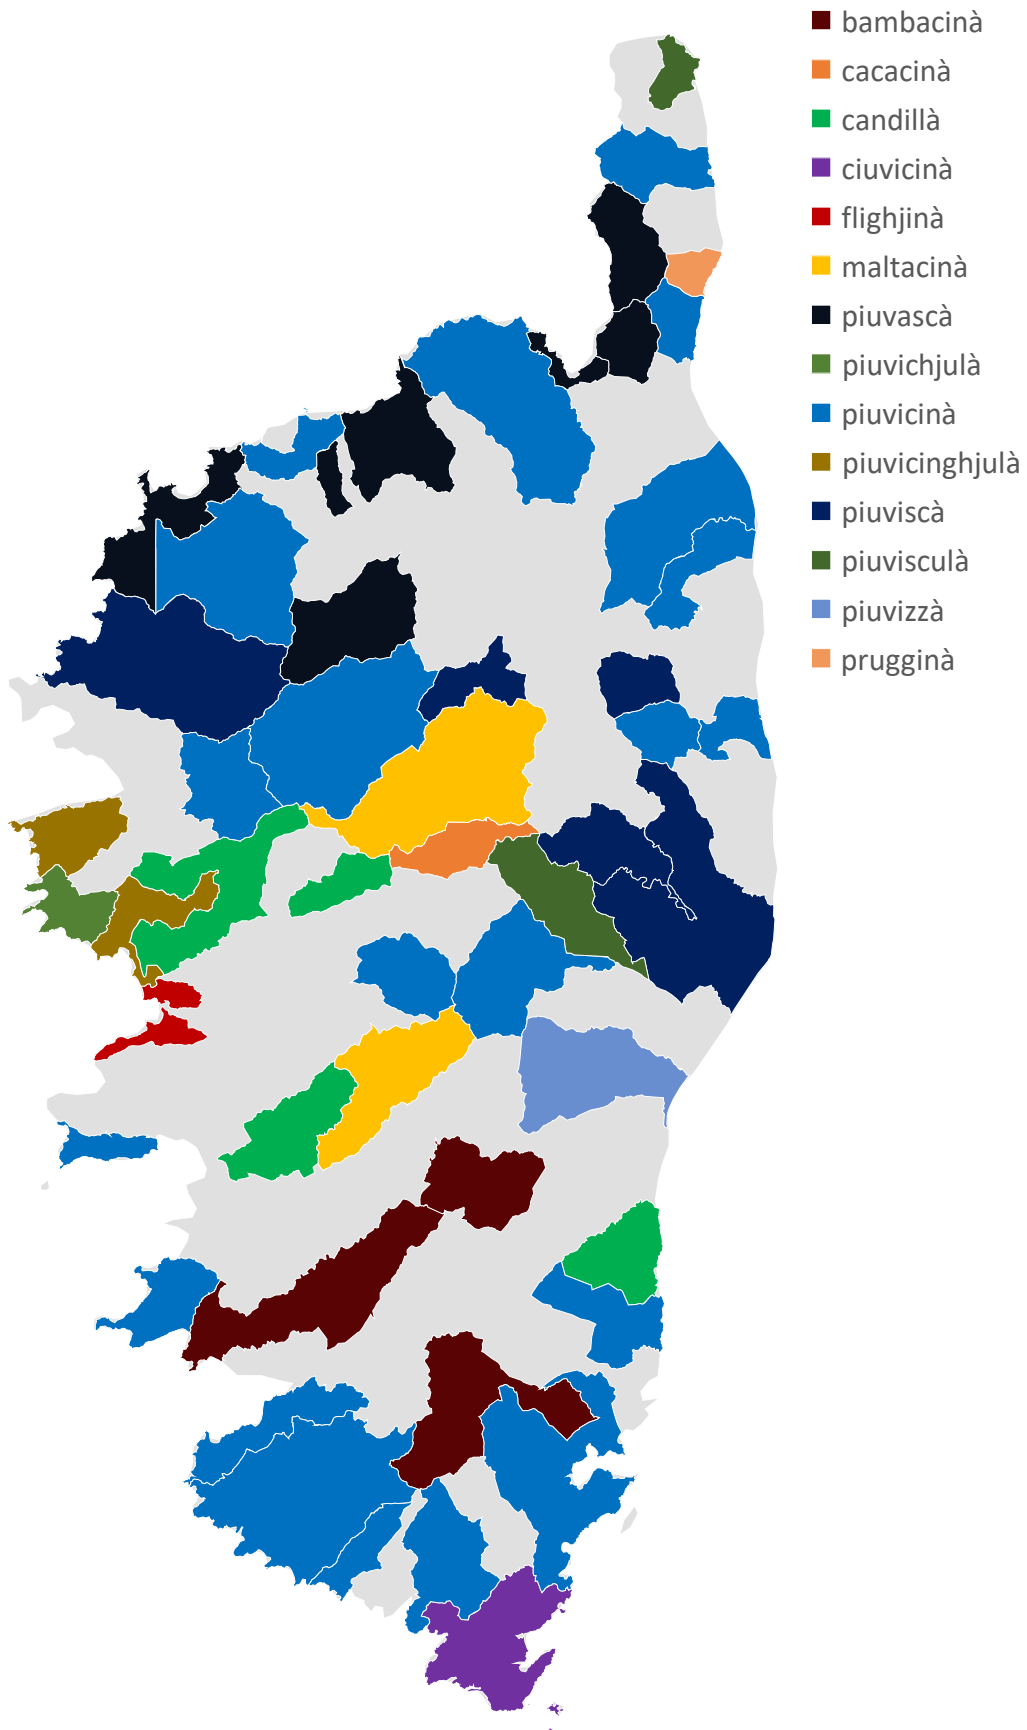 bambacinà
cacacinà
candillà
ciuvicinà
flighjinà
maltacinà
piuvascà
piuvichjulà
piuvicinà
piuvicinghjulà
piuviscà
piuvisculà
piuvizzà
prugginà